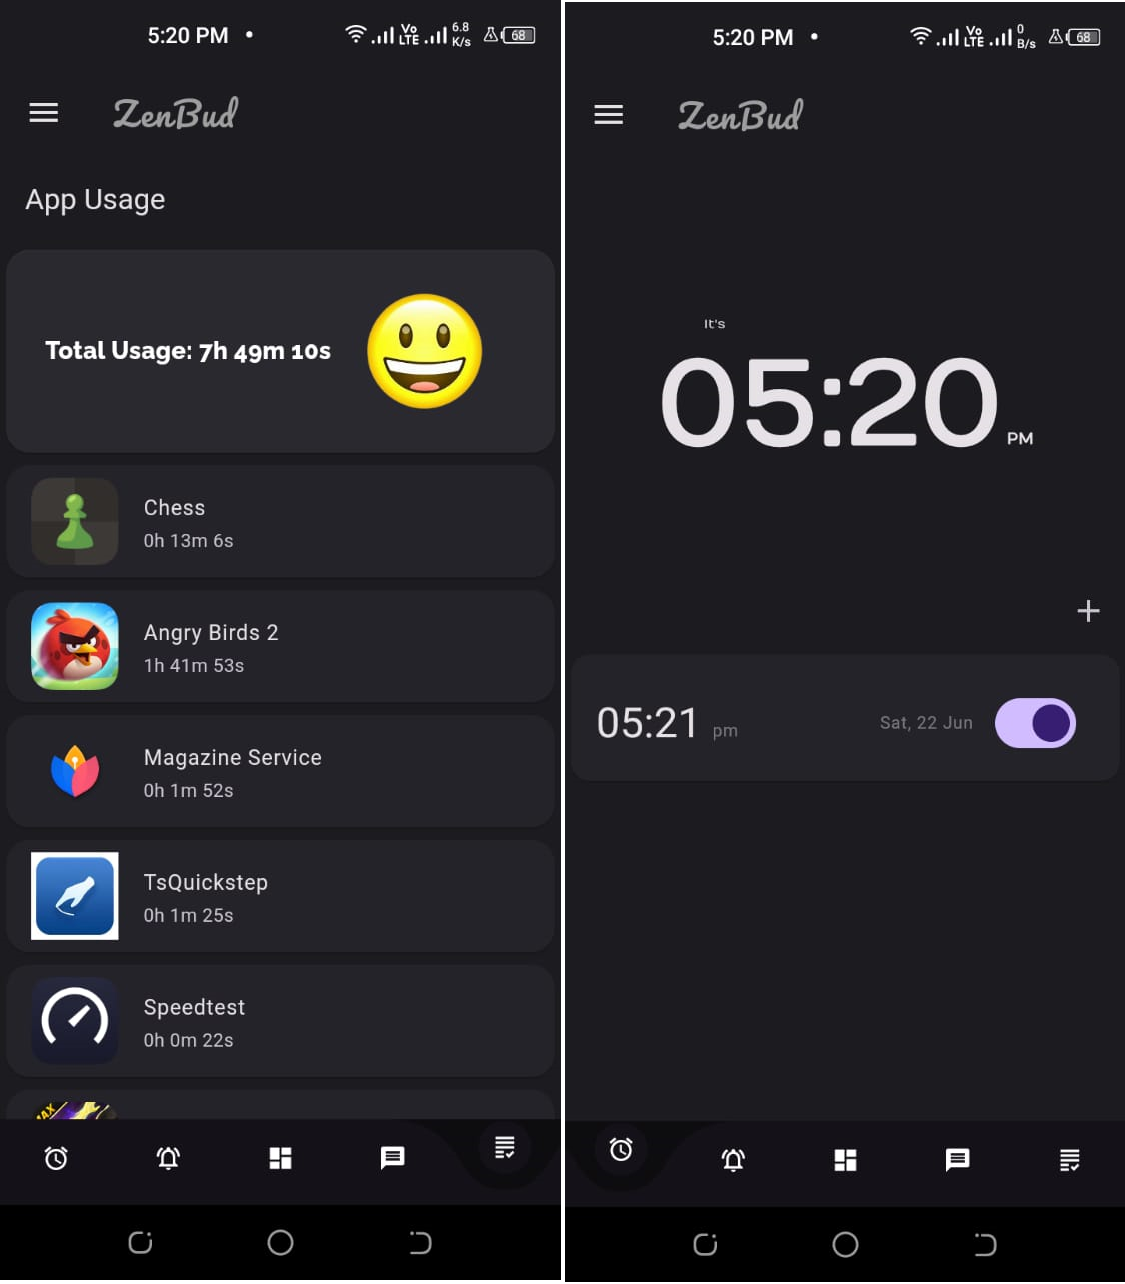 5:20 PM •
Vo LTE 6.8 K/s 68
ZenBud
App Usage
Total Usage: 7h 49m 10s
Chess
0h 13m 6s
Angry Birds 2
1h 41m 53s
Magazine Service
0h 1m 52s
TsQuickstep
0h 1m 25s
Speedtest
0h 0m 22s
MAX
5:20 PM •
Vo LTE 0 B/s 68
ZenBud
It's
05:20 PM
05:21 pm Sat, 22 Jun